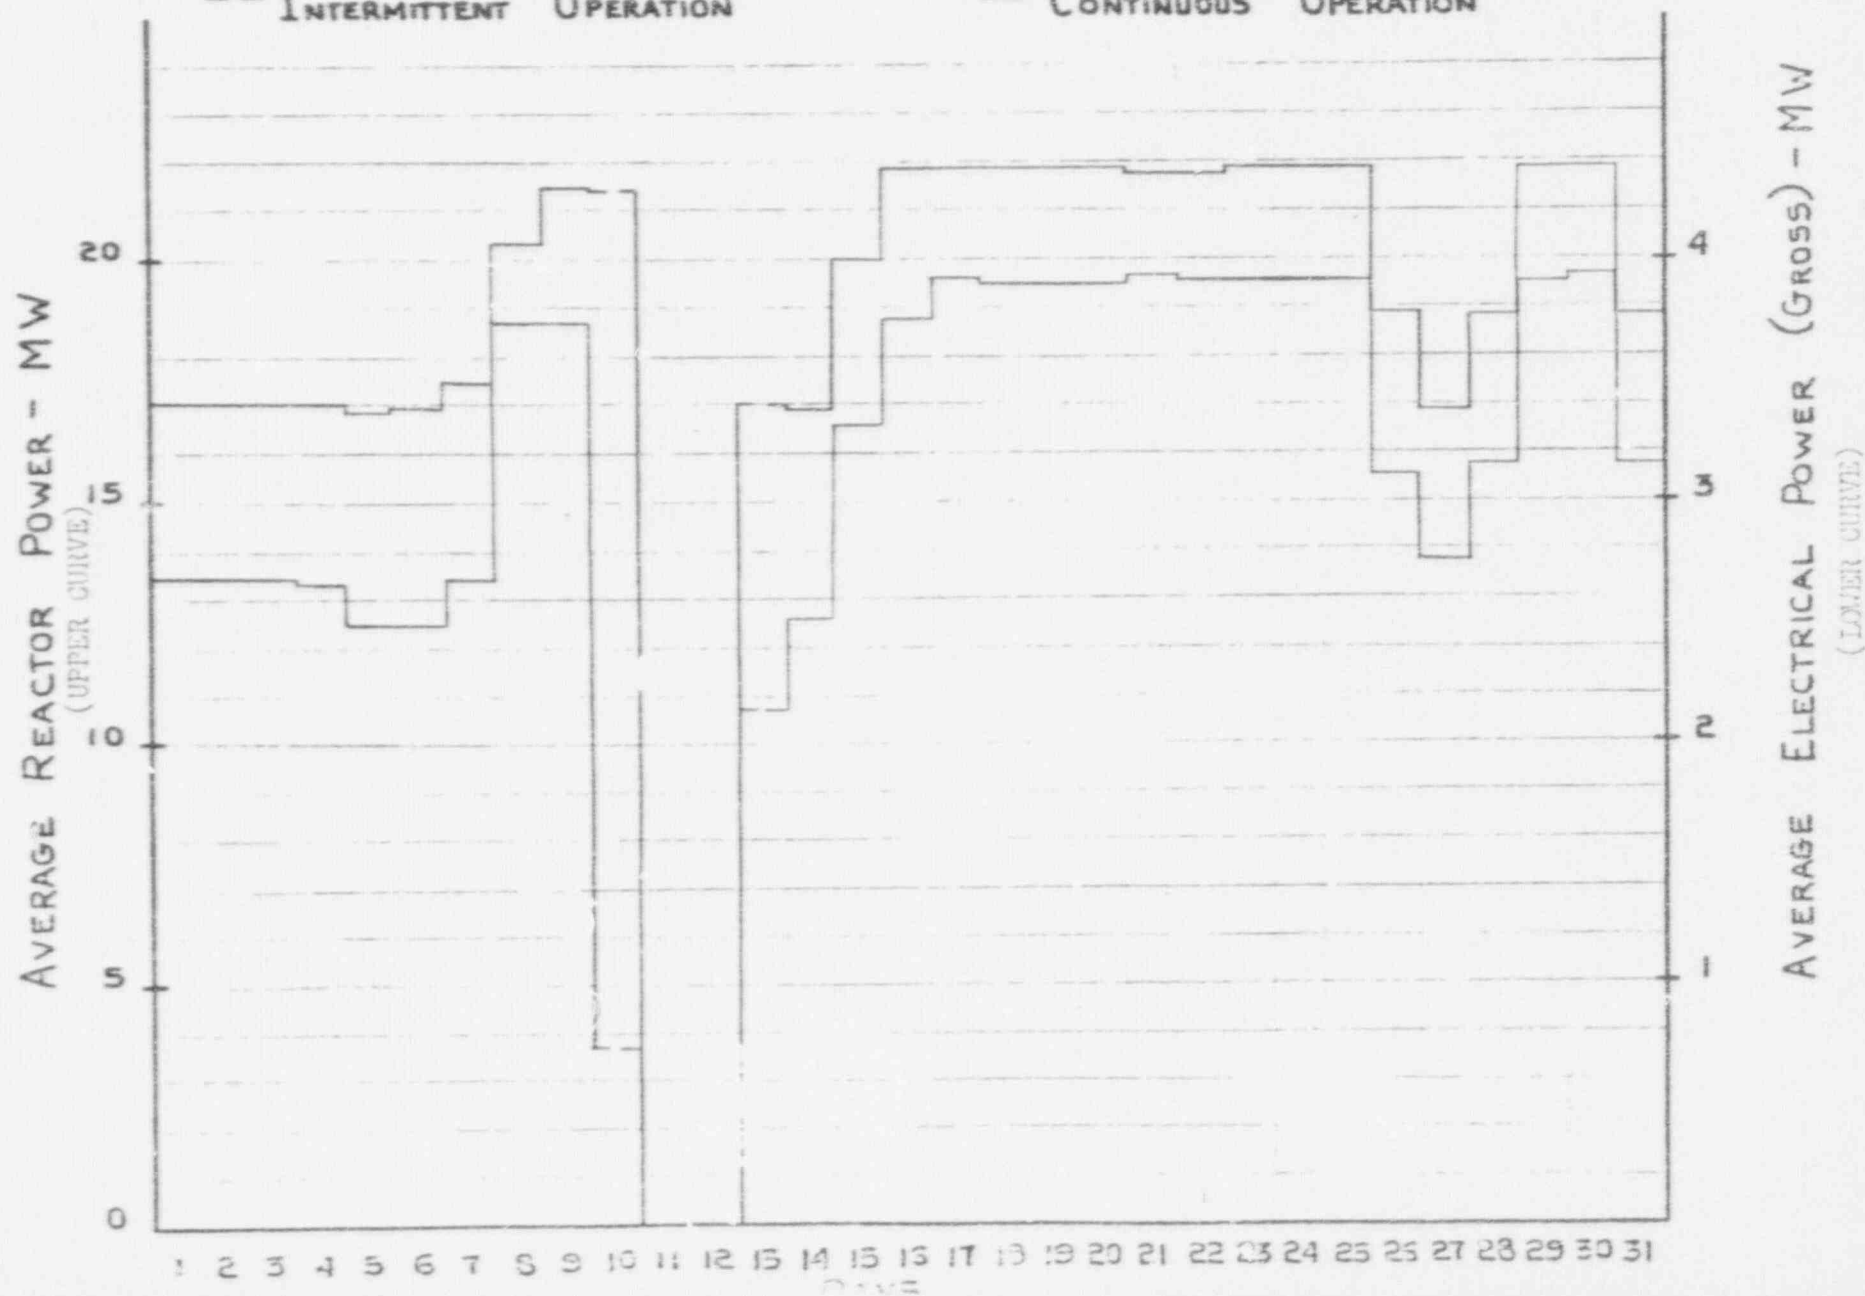 INTERMITTENT OPERATION
CONTINUOUS OPERATION
AVERAGE REACTOR POWER - MW
(UPPER CURVE)
20
15
10
5
0
AVERAGE ELECTRICAL POWER (GROSS) - MW
(LOWER CURVE)
4
3
2
1
1 2 3 4 5 6 7 8 9 10 11 12 13 14 15 16 17 18 19 20 21 22 23 24 25 26 27 28 29 30 31
DAYS